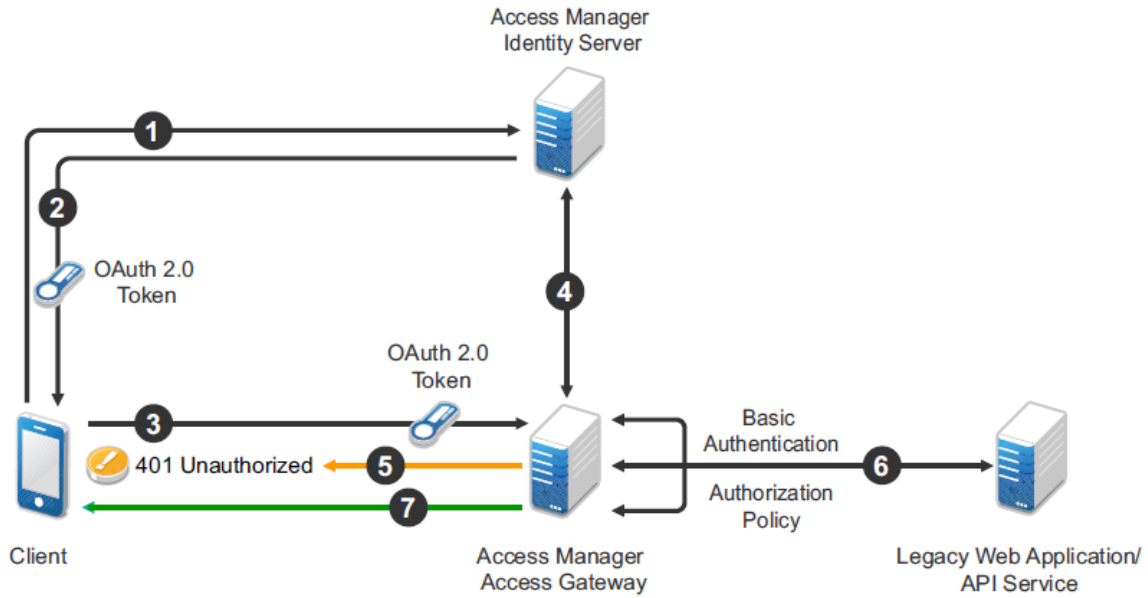 Access Manager
Identity Server
1
2
OAuth 2.0
Token
4
OAuth 2.0
Token
3
Basic
Authentication
401 Unauthorized
5
6
Authorization
Policy
7
Client
Access Manager
Access Gateway
Legacy Web Application/
API Service